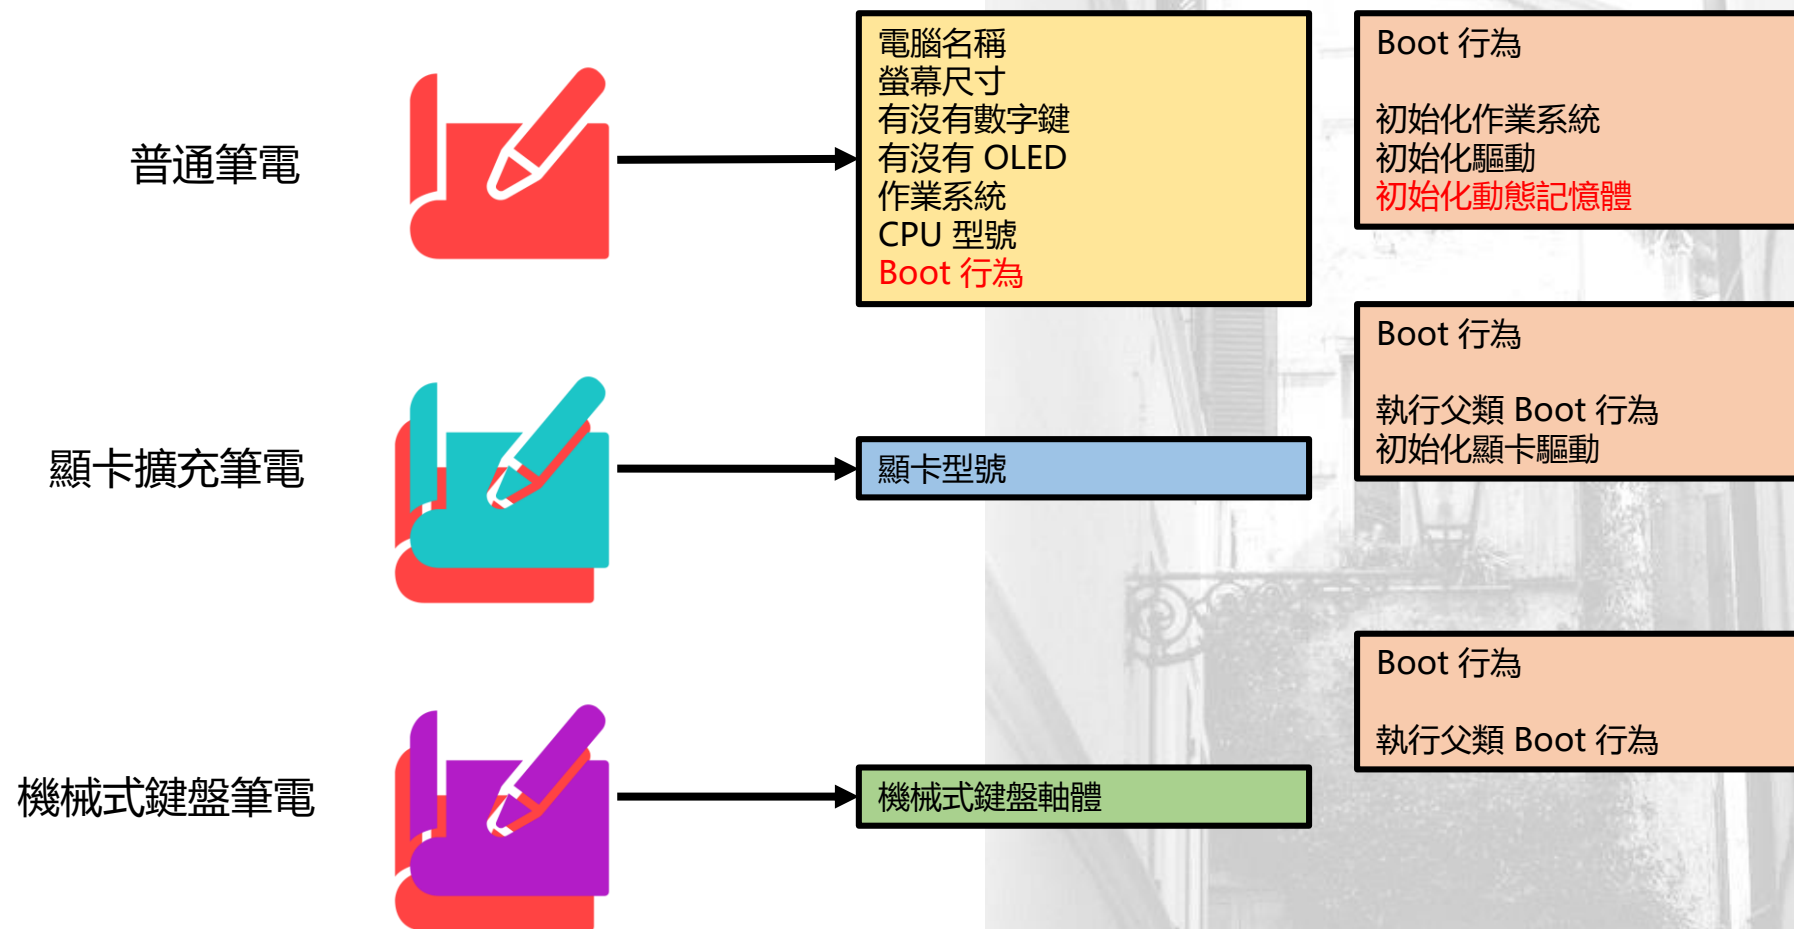 普通筆電
電腦名稱
螢幕尺寸
有沒有數字鍵
有沒有 OLED
作業系統
CPU 型號
Boot 行為
Boot 行為
初始化作業系統
初始化驅動
初始化動態記憶體
顯卡擴充筆電
顯卡型號
Boot 行為
執行父類 Boot 行為
初始化顯卡驅動
機械式鍵盤筆電
機械式鍵盤軸體
Boot 行為
執行父類 Boot 行為